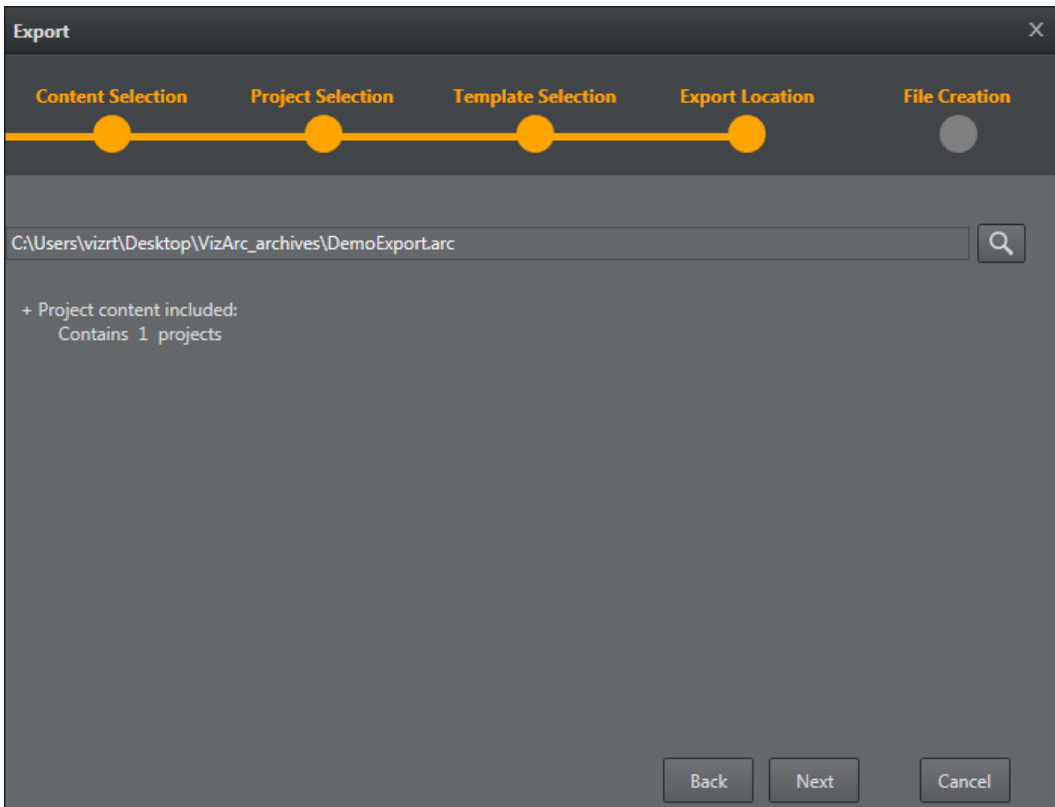 Export
Content Selection Project Selection Template Selection Export Location File Creation
C:\Users\vizrt\Desktop\VizArc_archives\DemoExport.arc
+ Project content included:
Contains 1 projects
Back Next Cancel